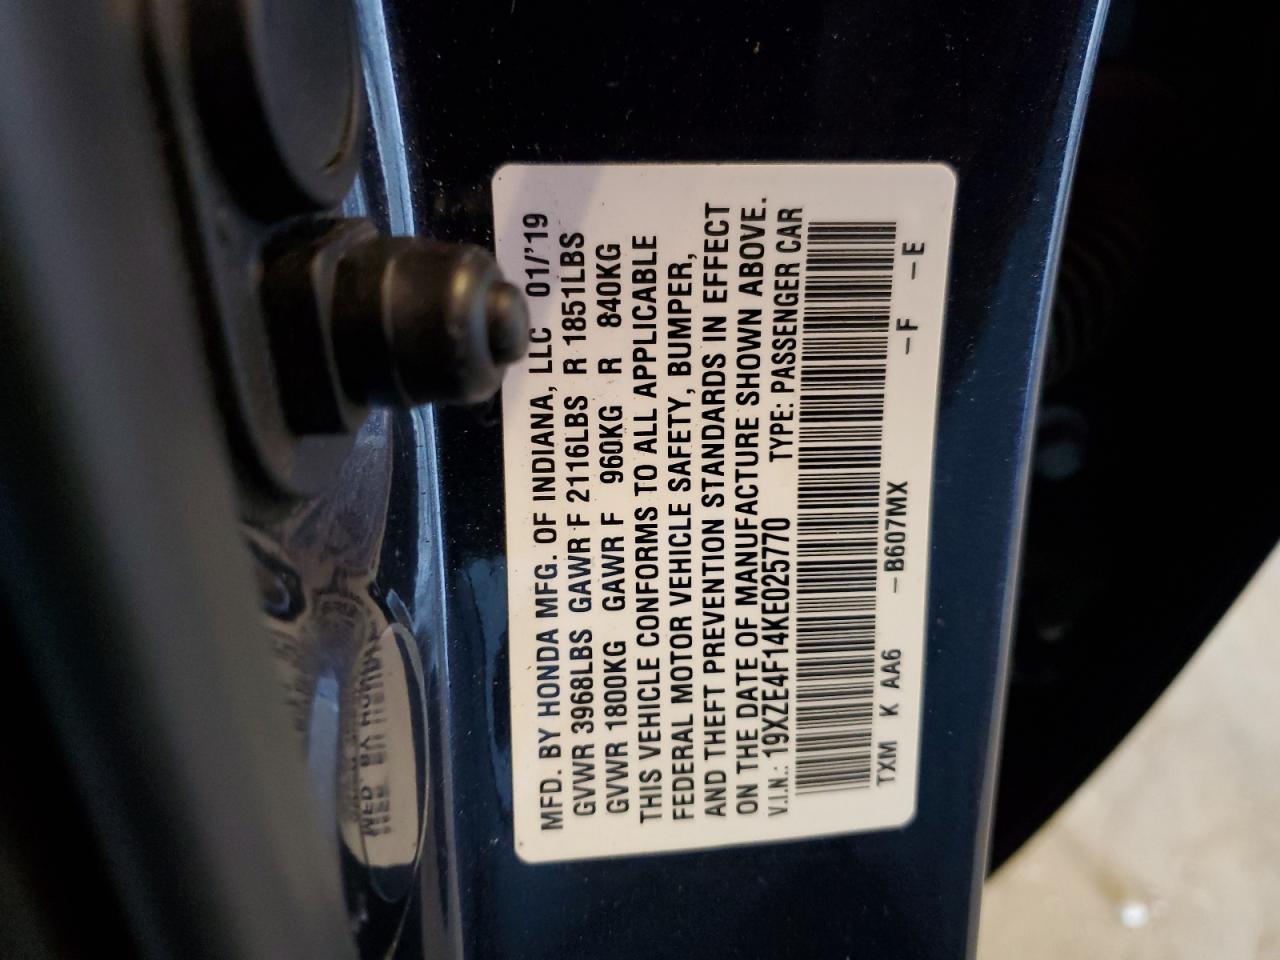 MFD. BY HONDA MFG. OF INDIANA, LLC 01/'19
GVWR 3968LBS GAWR F 2116LBS R 1851LBS
GVWR 1800KG GAWR F 960KG R 840KG
THIS VEHICLE CONFORMS TO ALL APPLICABLE
FEDERAL MOTOR VEHICLE SAFETY, BUMPER,
AND THEFT PREVENTION STANDARDS IN EFFECT
ON THE DATE OF MANUFACTURE SHOWN ABOVE.
V.I.N.: 19XZE4F14KE025770 TYPE: PASSENGER CAR
TXM K AA6 –B607MX –F –E